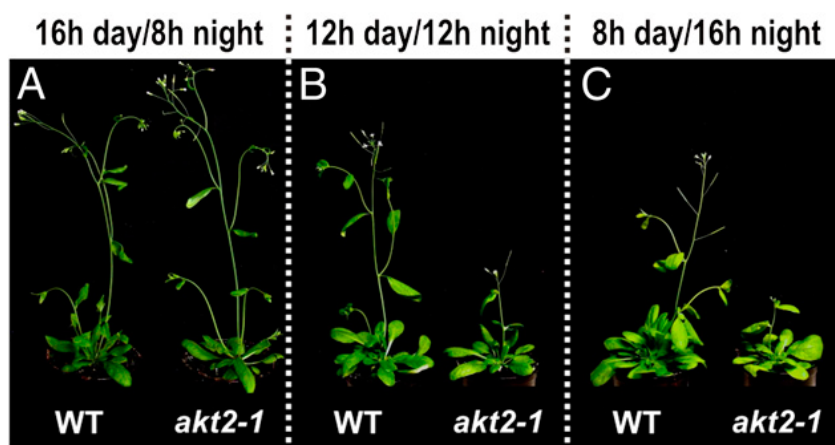 16h day/8h night
12h day/12h night
8h day/16h night
A
B
C
WT
akt2-1
WT
akt2-1
WT
akt2-1